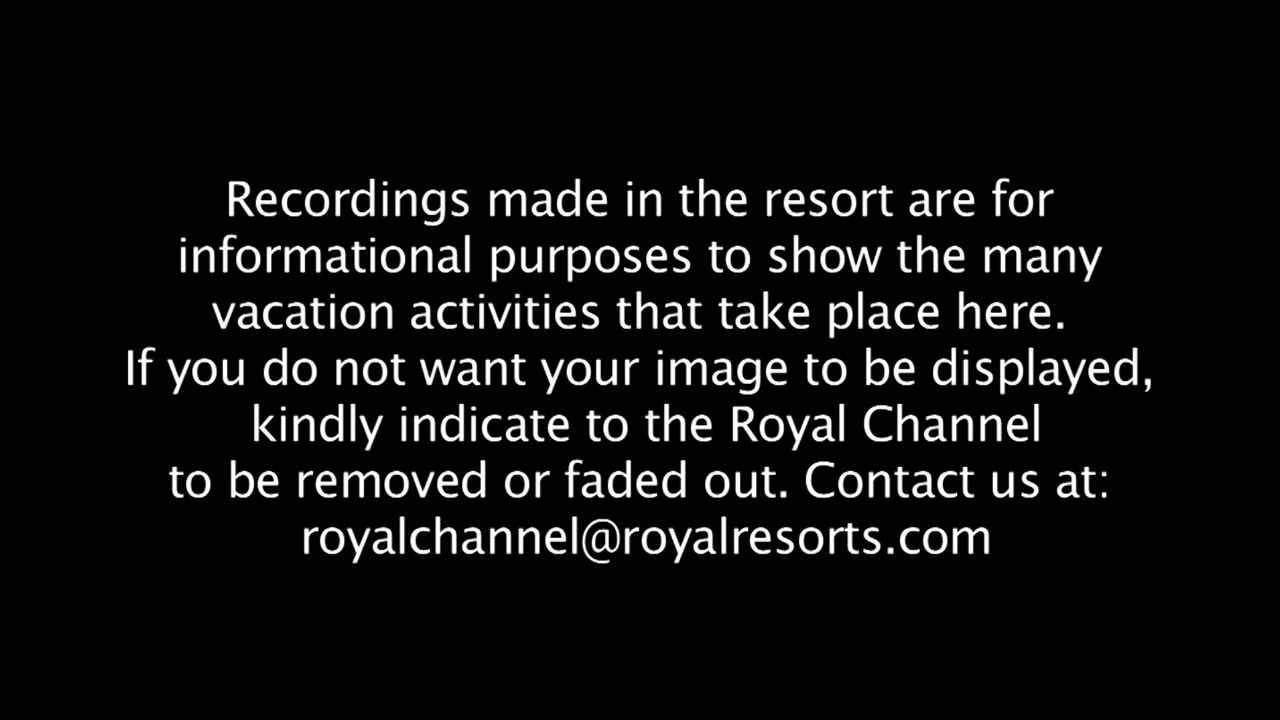 Recordings made in the resort are for
informational purposes to show the many
vacation activities that take place here.
If you do not want your image to be displayed,
kindly indicate to the Royal Channel
to be removed or faded out. Contact us at:
royalchannel@royalresorts.com